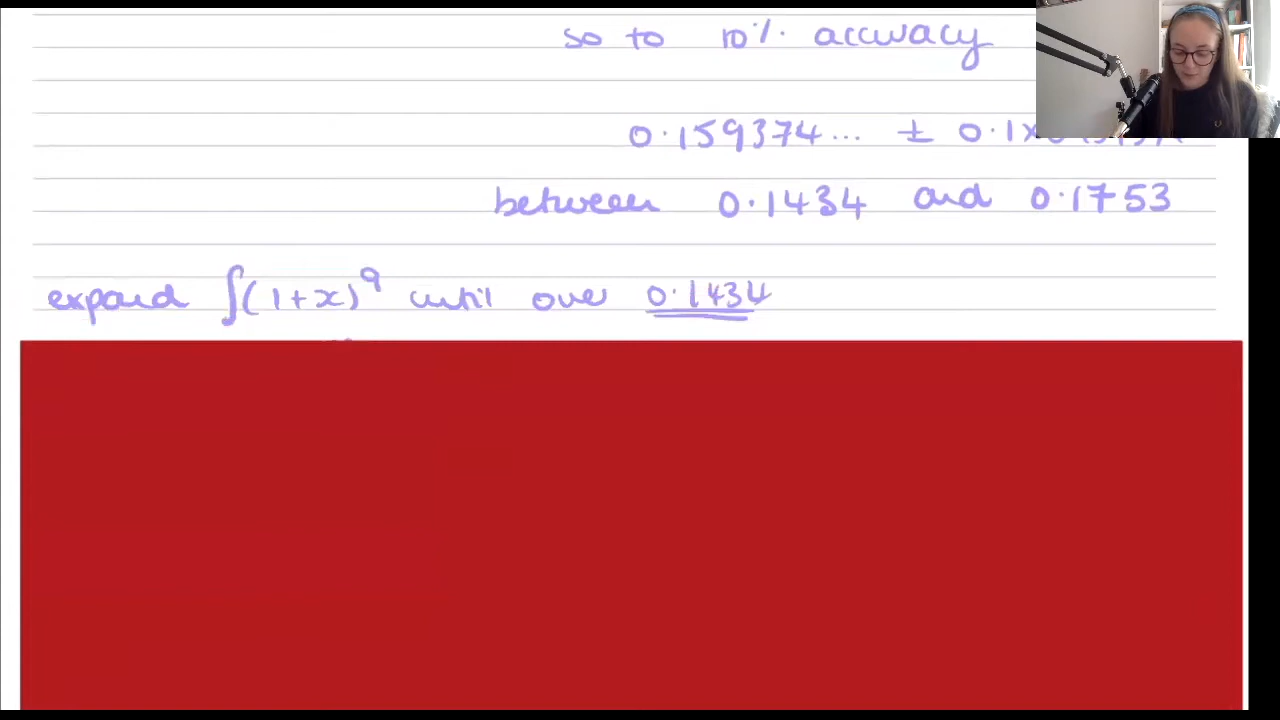 so to 10% accuracy
0.159374... ± 0.1×
between 0.1434 and 0.1753
expand ∫(1+x)⁹ until over 0.1434